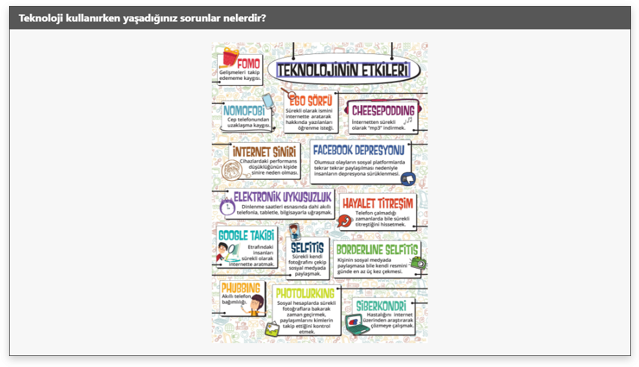 Teknoloji kullanırken yaşadığınız sorunlar nelerdir?
TEKNOLOJİNİN ETKİLERİ
FOMO
Gelişmeleri takip
edememe kaygısı.
NOMOFOBİ
Cep telefonundan
uzaklaşma kaygısı.
EGO SÖRFÜ
Sürekli olarak ismini
internette aratarak
hakkında yazılanları
öğrenme isteği.
CHEESEPODDING
İnternetten sürekli
olarak "mp3" indirmek.
İNTERNET SİNİRİ
Cihazlardaki performans
düşüklüğünün kişide
sinire neden olması.
FACEBOOK DEPRESYONU
Olumsuz olayların sosyal platformlarda
tekrar tekrar paylaşılması nedeniyle
insanların depresyona sürüklenmesi.
ELEKTRONİK UYKUSUZLUK
Dinlenme saatleri esnasında dahi akıllı
telefonla, tabletle, bilgisayarla uğraşmak.
HAYALET TİTREŞİM
Telefon çalmadığı
zamanlarda bile sürekli
titreştiğini hissetmek.
GOOGLE TAKİBİ
Etrafındaki
insanları
sürekli olarak
internette aratmak.
SELFİTİS
Sürekli kendi
fotoğrafını çekip
sosyal medyada
paylaşmak.
BORDERLINE SELFİTİS
Kişinin sosyal medyada
paylaşmasa bile kendi resmini
günde en az üç kez çekmesi.
PHUBBING
Akıllı telefon
bağımlılığı.
PHOTOLURKING
Sosyal hesaplarda sürekli
fotoğraflara bakarak
zaman geçirmek,
paylaşımlarını kimlerin
takip ettiğini kontrol
etmek.
SİBERKONDRİ
Hastalığını internet
üzerinden araştırarak
çözmeye çalışmak.